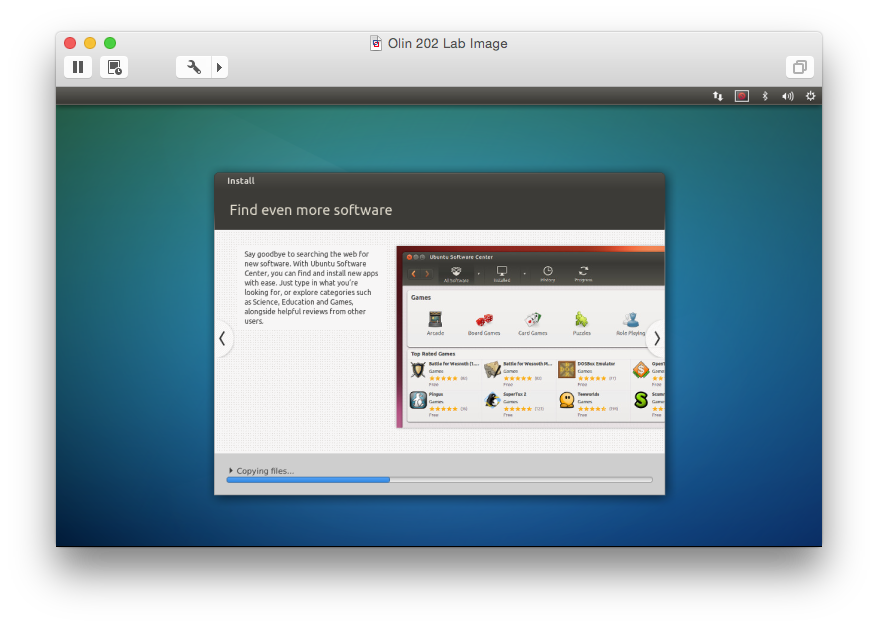 Olin 202 Lab Image
Install
Find even more software
Say goodbye to searching the web for
new software. With Ubuntu Software
Center, you can find and install new apps
with ease. Just type in what you're
looking for, or explore categories such
as Science, Education and Games,
alongside helpful reviews from other
users.
Ubuntu Software Center
All Software Installed History Progress
Games
Arcade Board Games Card Games Puzzles Role Playing
Top Rated Games
Battle for Wesnoth (1... Battle for Wesnoth H... DOSBox Emulator
Games Games Games Games
Free Free Free Free
Pingus SuperTux 2 Teeworlds
Games Games Games Games
Free Free Free Free
Copying files...